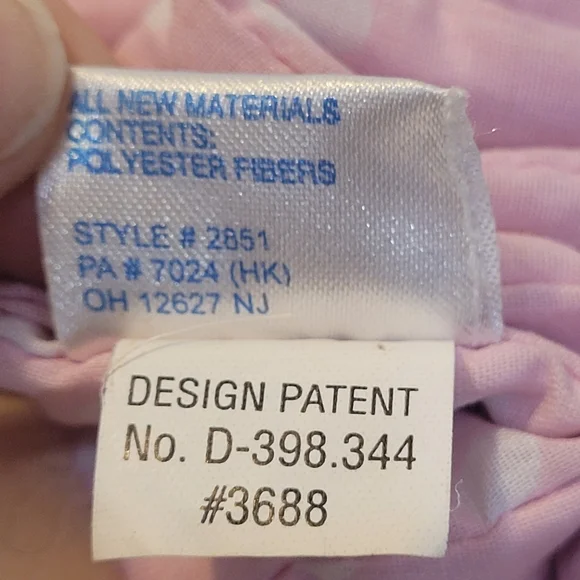 ALL NEW MATERIALS
CONTENTS:
POLYESTER FIBERS
STYLE # 2851
PA # 7024 (HK)
OH 12627 NJ
DESIGN PATENT
No. D-398.344
#3688